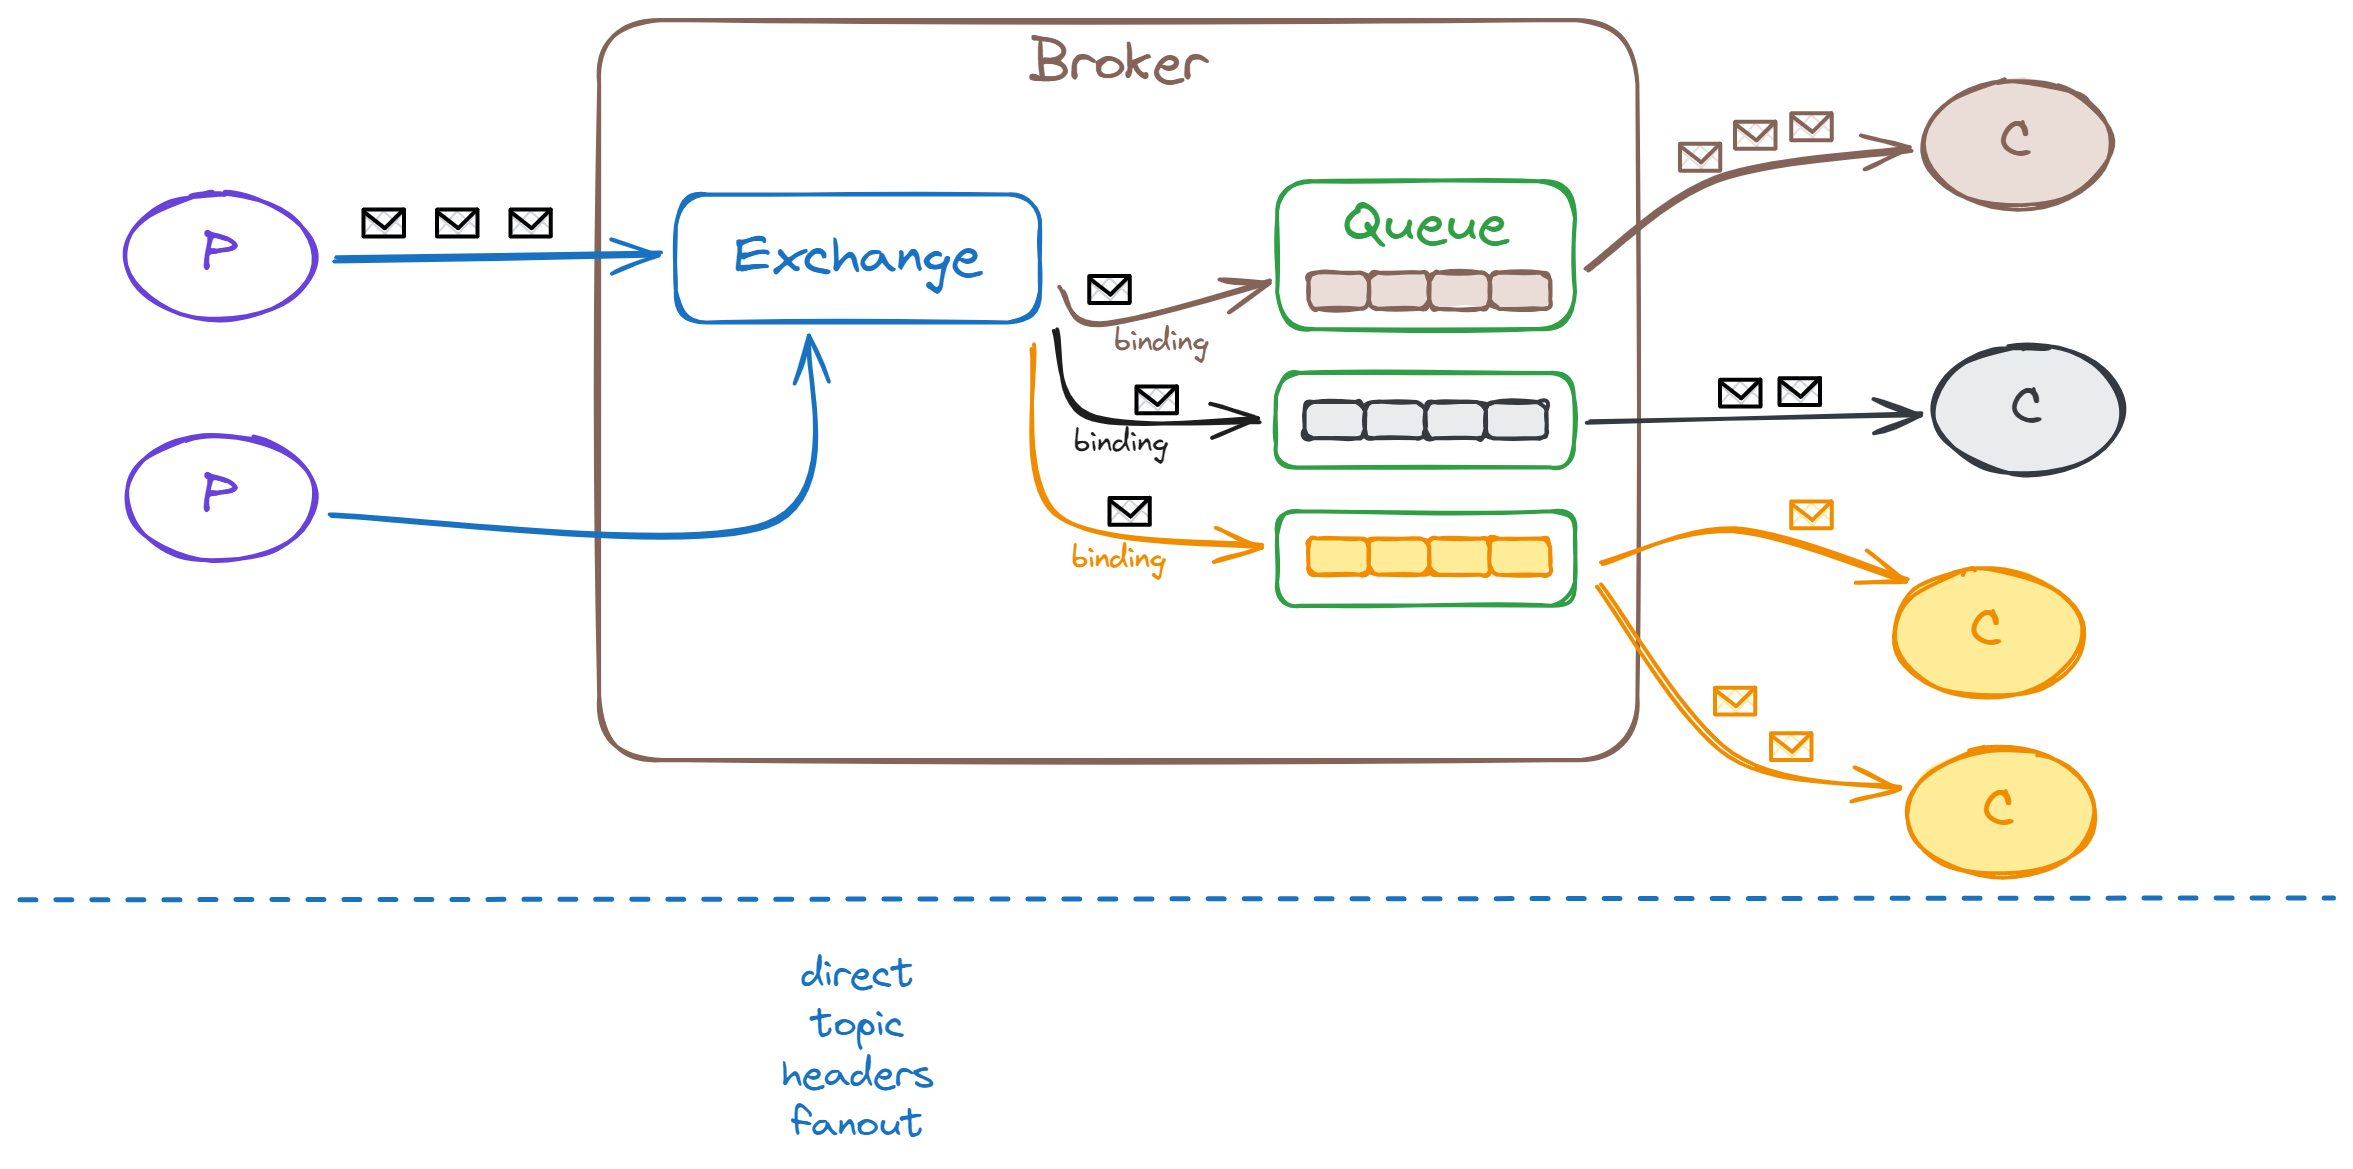 Broker
P
Exchange
Queue
C
binding
P
binding
C
binding
C
C
direct
topic
headers
fanout